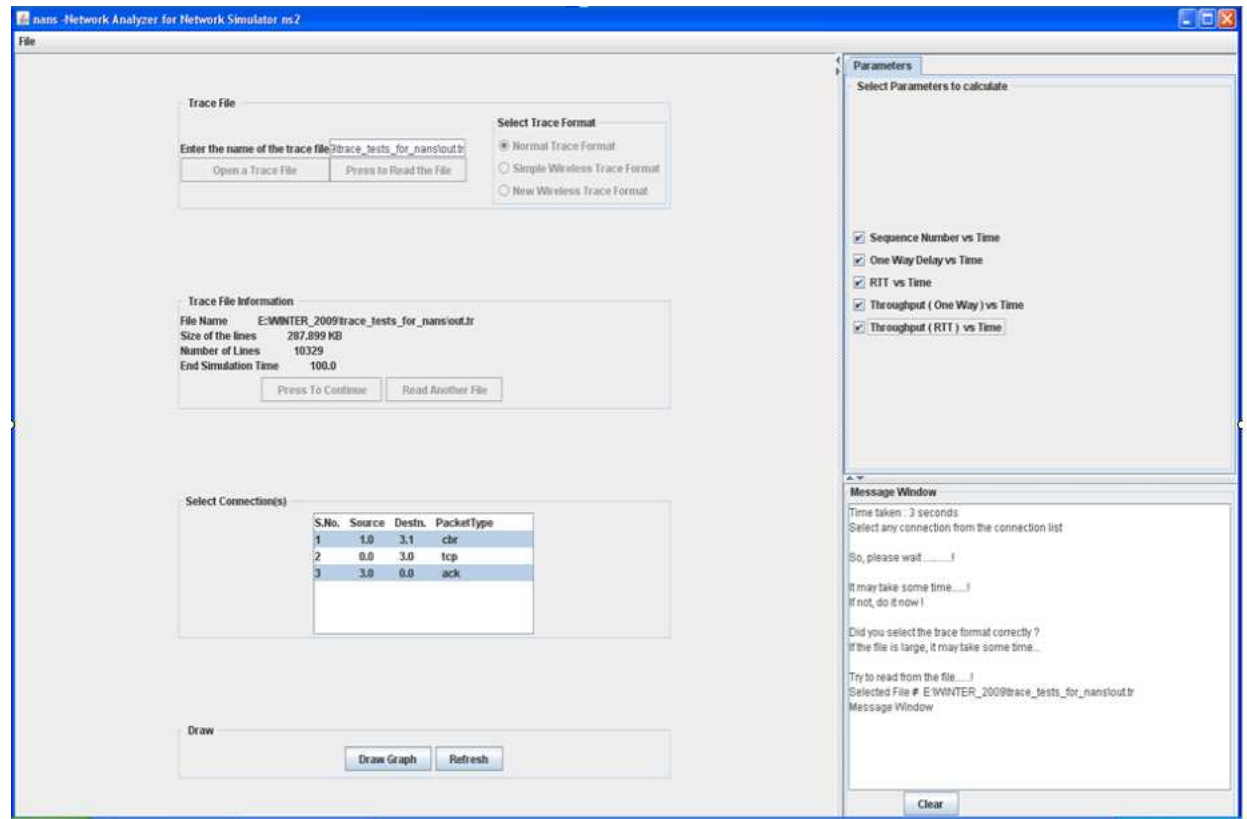 nans -Network Analyzer for Network Simulator ns2
File
Trace File
Enter the name of the trace file
trace_tests_for_nans\out.tr
Open a Trace File
Press to Read the File
Select Trace Format
Normal Trace Format
Simple Wireless Trace Format
New Wireless Trace Format
Trace File Information
File Name E:\WINTER_2009\trace_tests_for_nans\out.tr
Size of the lines 287.899 KB
Number of Lines 10329
End Simulation Time 100.0
Press To Continue
Read Another File
Select Connection(s)
S.No. Source Destn. PacketType
1 1.0 3.1 cbr
2 0.0 3.0 tcp
3 3.0 0.0 ack
Draw
Draw Graph
Refresh
Parameters
Select Parameters to calculate
Sequence Number vs Time
One Way Delay vs Time
RTT vs Time
Throughput ( One Way ) vs Time
Throughput ( RTT ) vs Time
Message Window
Time taken : 3 seconds
Select any connection from the connection list
So, please wait ..........!
It may take some time......!
If not, do it now !
Did you select the trace format correctly ?
If the file is large, it may take some time...
Try to read from the file......!
Selected File # E:\WINTER_2009\trace_tests_for_nans\out.tr
Message Window
Clear